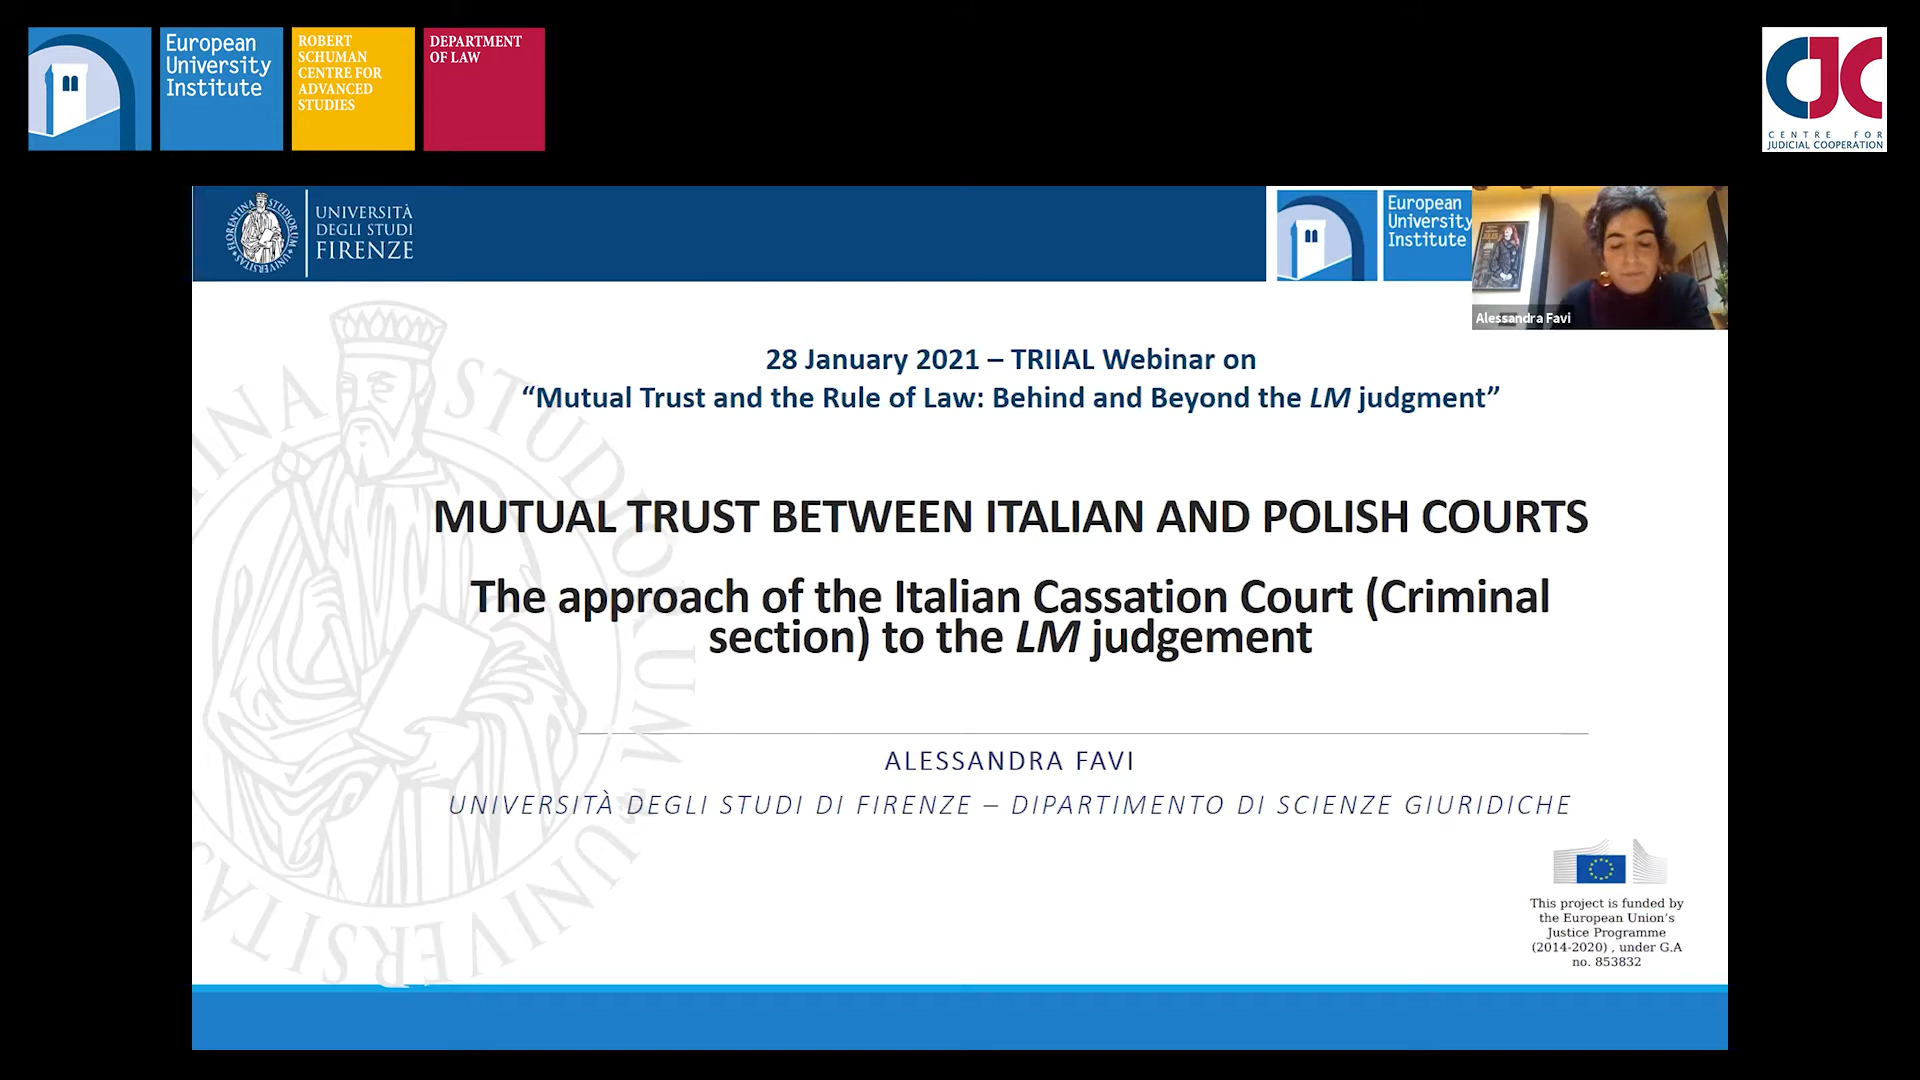 European
University
Institute
ROBERT
SCHUMAN
CENTRE FOR
ADVANCED
STUDIES
DEPARTMENT
OF LAW
CJC
CENTRE FOR
JUDICIAL COOPERATION
FLORENTINA STUDIORUM UNIVERSITAS
UNIVERSITÀ
DEGLI STUDI
FIRENZE
European
University
Institute
Alessandra Favi
28 January 2021 – TRIIAL Webinar on
“Mutual Trust and the Rule of Law: Behind and Beyond the LM judgment”
MUTUAL TRUST BETWEEN ITALIAN AND POLISH COURTS
The approach of the Italian Cassation Court (Criminal
section) to the LM judgement
ALESSANDRA FAVI
UNIVERSITÀ DEGLI STUDI DI FIRENZE – DIPARTIMENTO DI SCIENZE GIURIDICHE
This project is funded by
the European Union’s
Justice Programme
(2014-2020) , under G.A
no. 853832